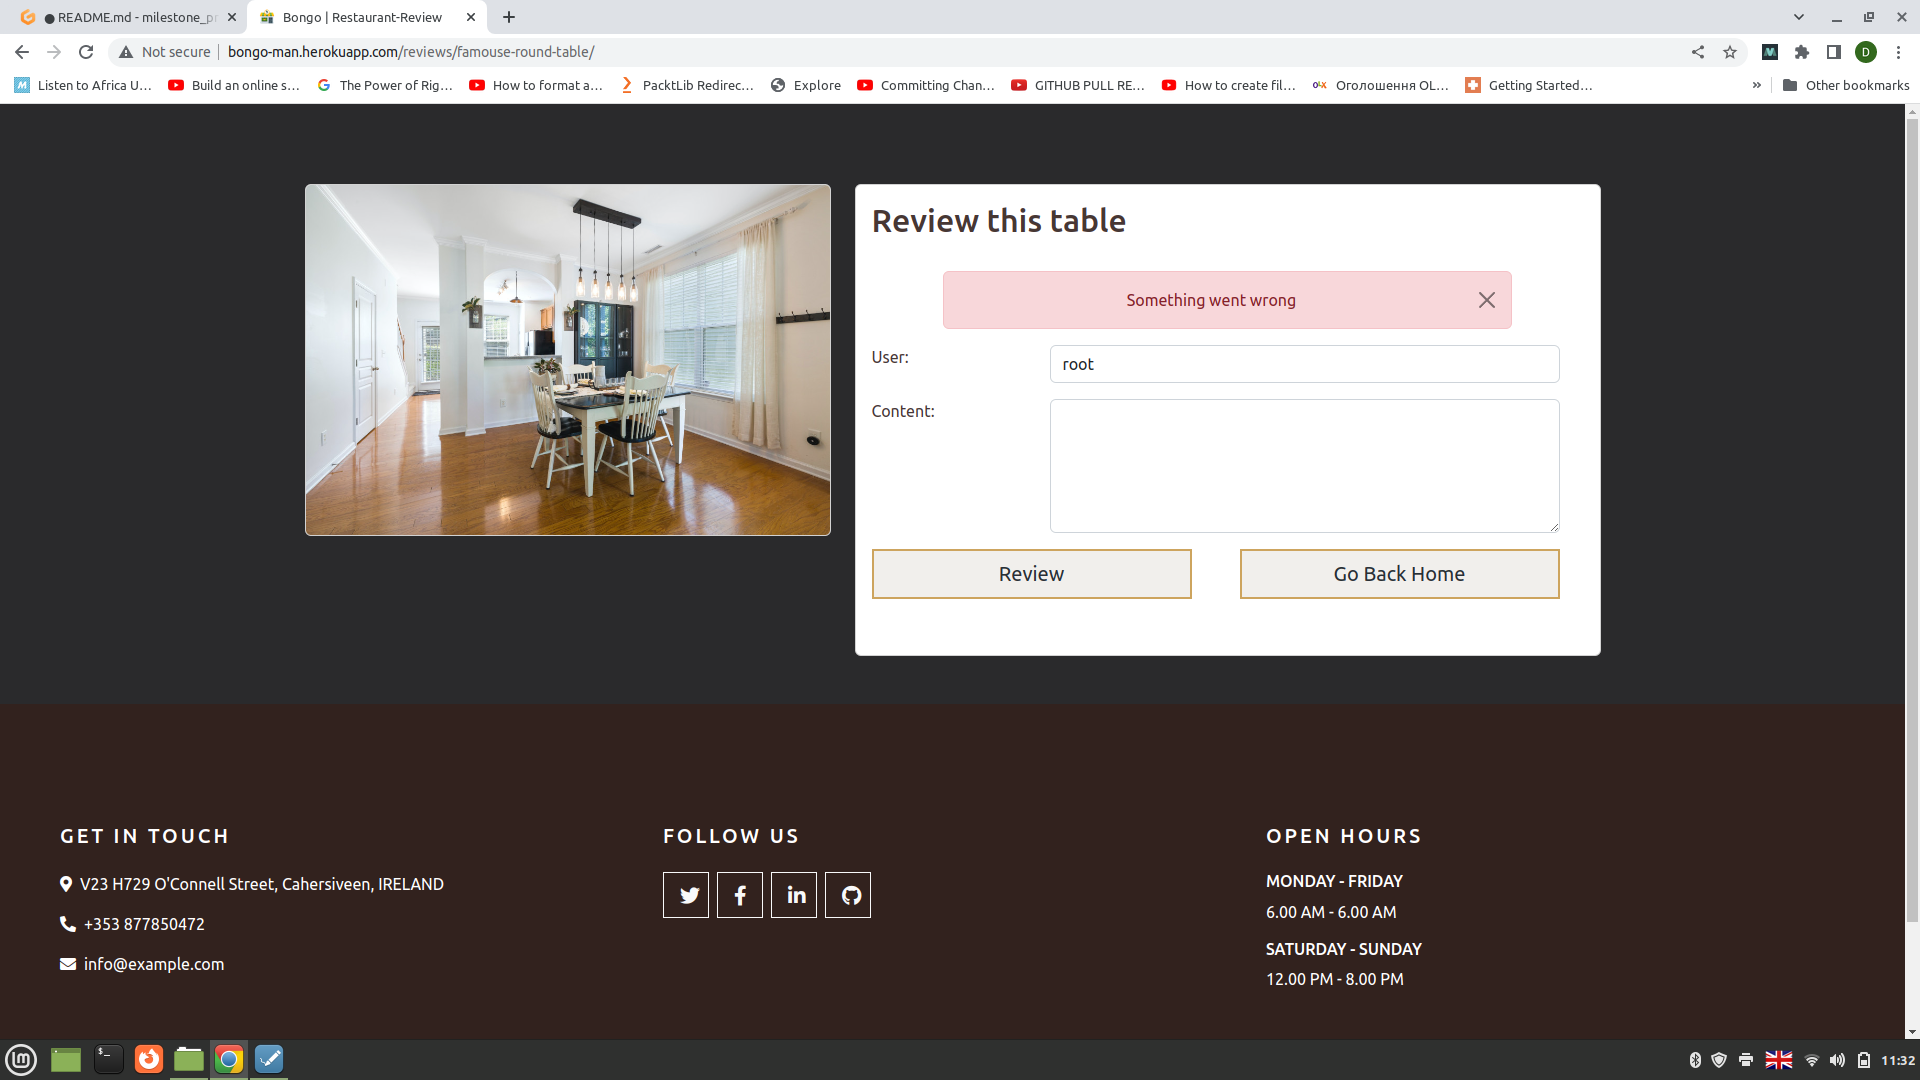 README.md - milestone_pr
Bongo | Restaurant-Review
Not secure
bongo-man.herokuapp.com/reviews/famouse-round-table/
D
Listen to Africa U...
Build an online s...
The Power of Rig...
How to format a...
PacktLib Redirec...
Explore
Committing Chan...
GITHUB PULL RE...
How to create fil...
Оголошення OL...
Getting Started...
»
Other bookmarks
Review this table
Something went wrong
User:
root
Content:
Review
Go Back Home
GET IN TOUCH
V23 H729 O'Connell Street, Cahersiveen, IRELAND
+353 877850472
info@example.com
FOLLOW US
OPEN HOURS
MONDAY - FRIDAY
6.00 AM - 6.00 AM
SATURDAY - SUNDAY
12.00 PM - 8.00 PM
11:32